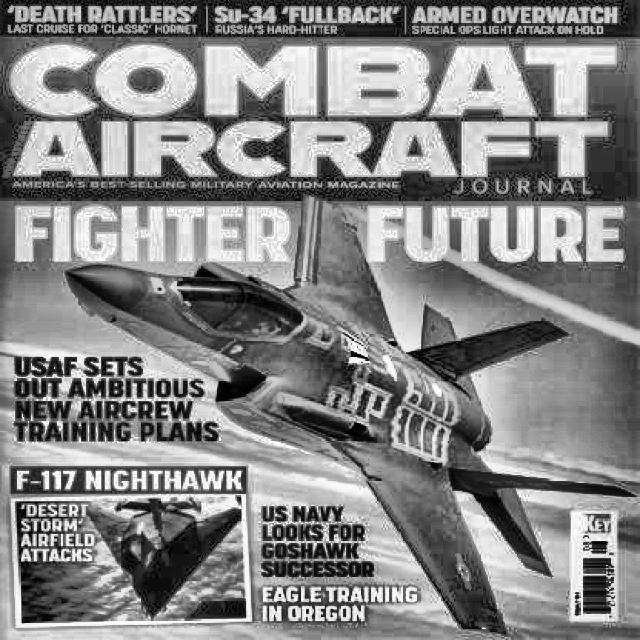 'DEATH RATTLERS'
LAST CRUISE FOR 'CLASSIC' HORNET
Su-34 'FULLBACK'
RUSSIA'S HARD-HITTER
ARMED OVERWATCH
SPECIAL OPS LIGHT ATTACK ON HOLD
COMBAT
AIRCRAFT
AMERICA'S BEST-SELLING MILITARY AVIATION MAGAZINE
JOURNAL
FIGHTER FUTURE
USAF SETS
OUT AMBITIOUS
NEW AIRCREW
TRAINING PLANS
F-117 NIGHTHAWK
'DESERT
STORM'
AIRFIELD
ATTACKS
US NAVY
LOOKS FOR
GOSHAWK
SUCCESSOR
EAGLE TRAINING
IN OREGON
KEY